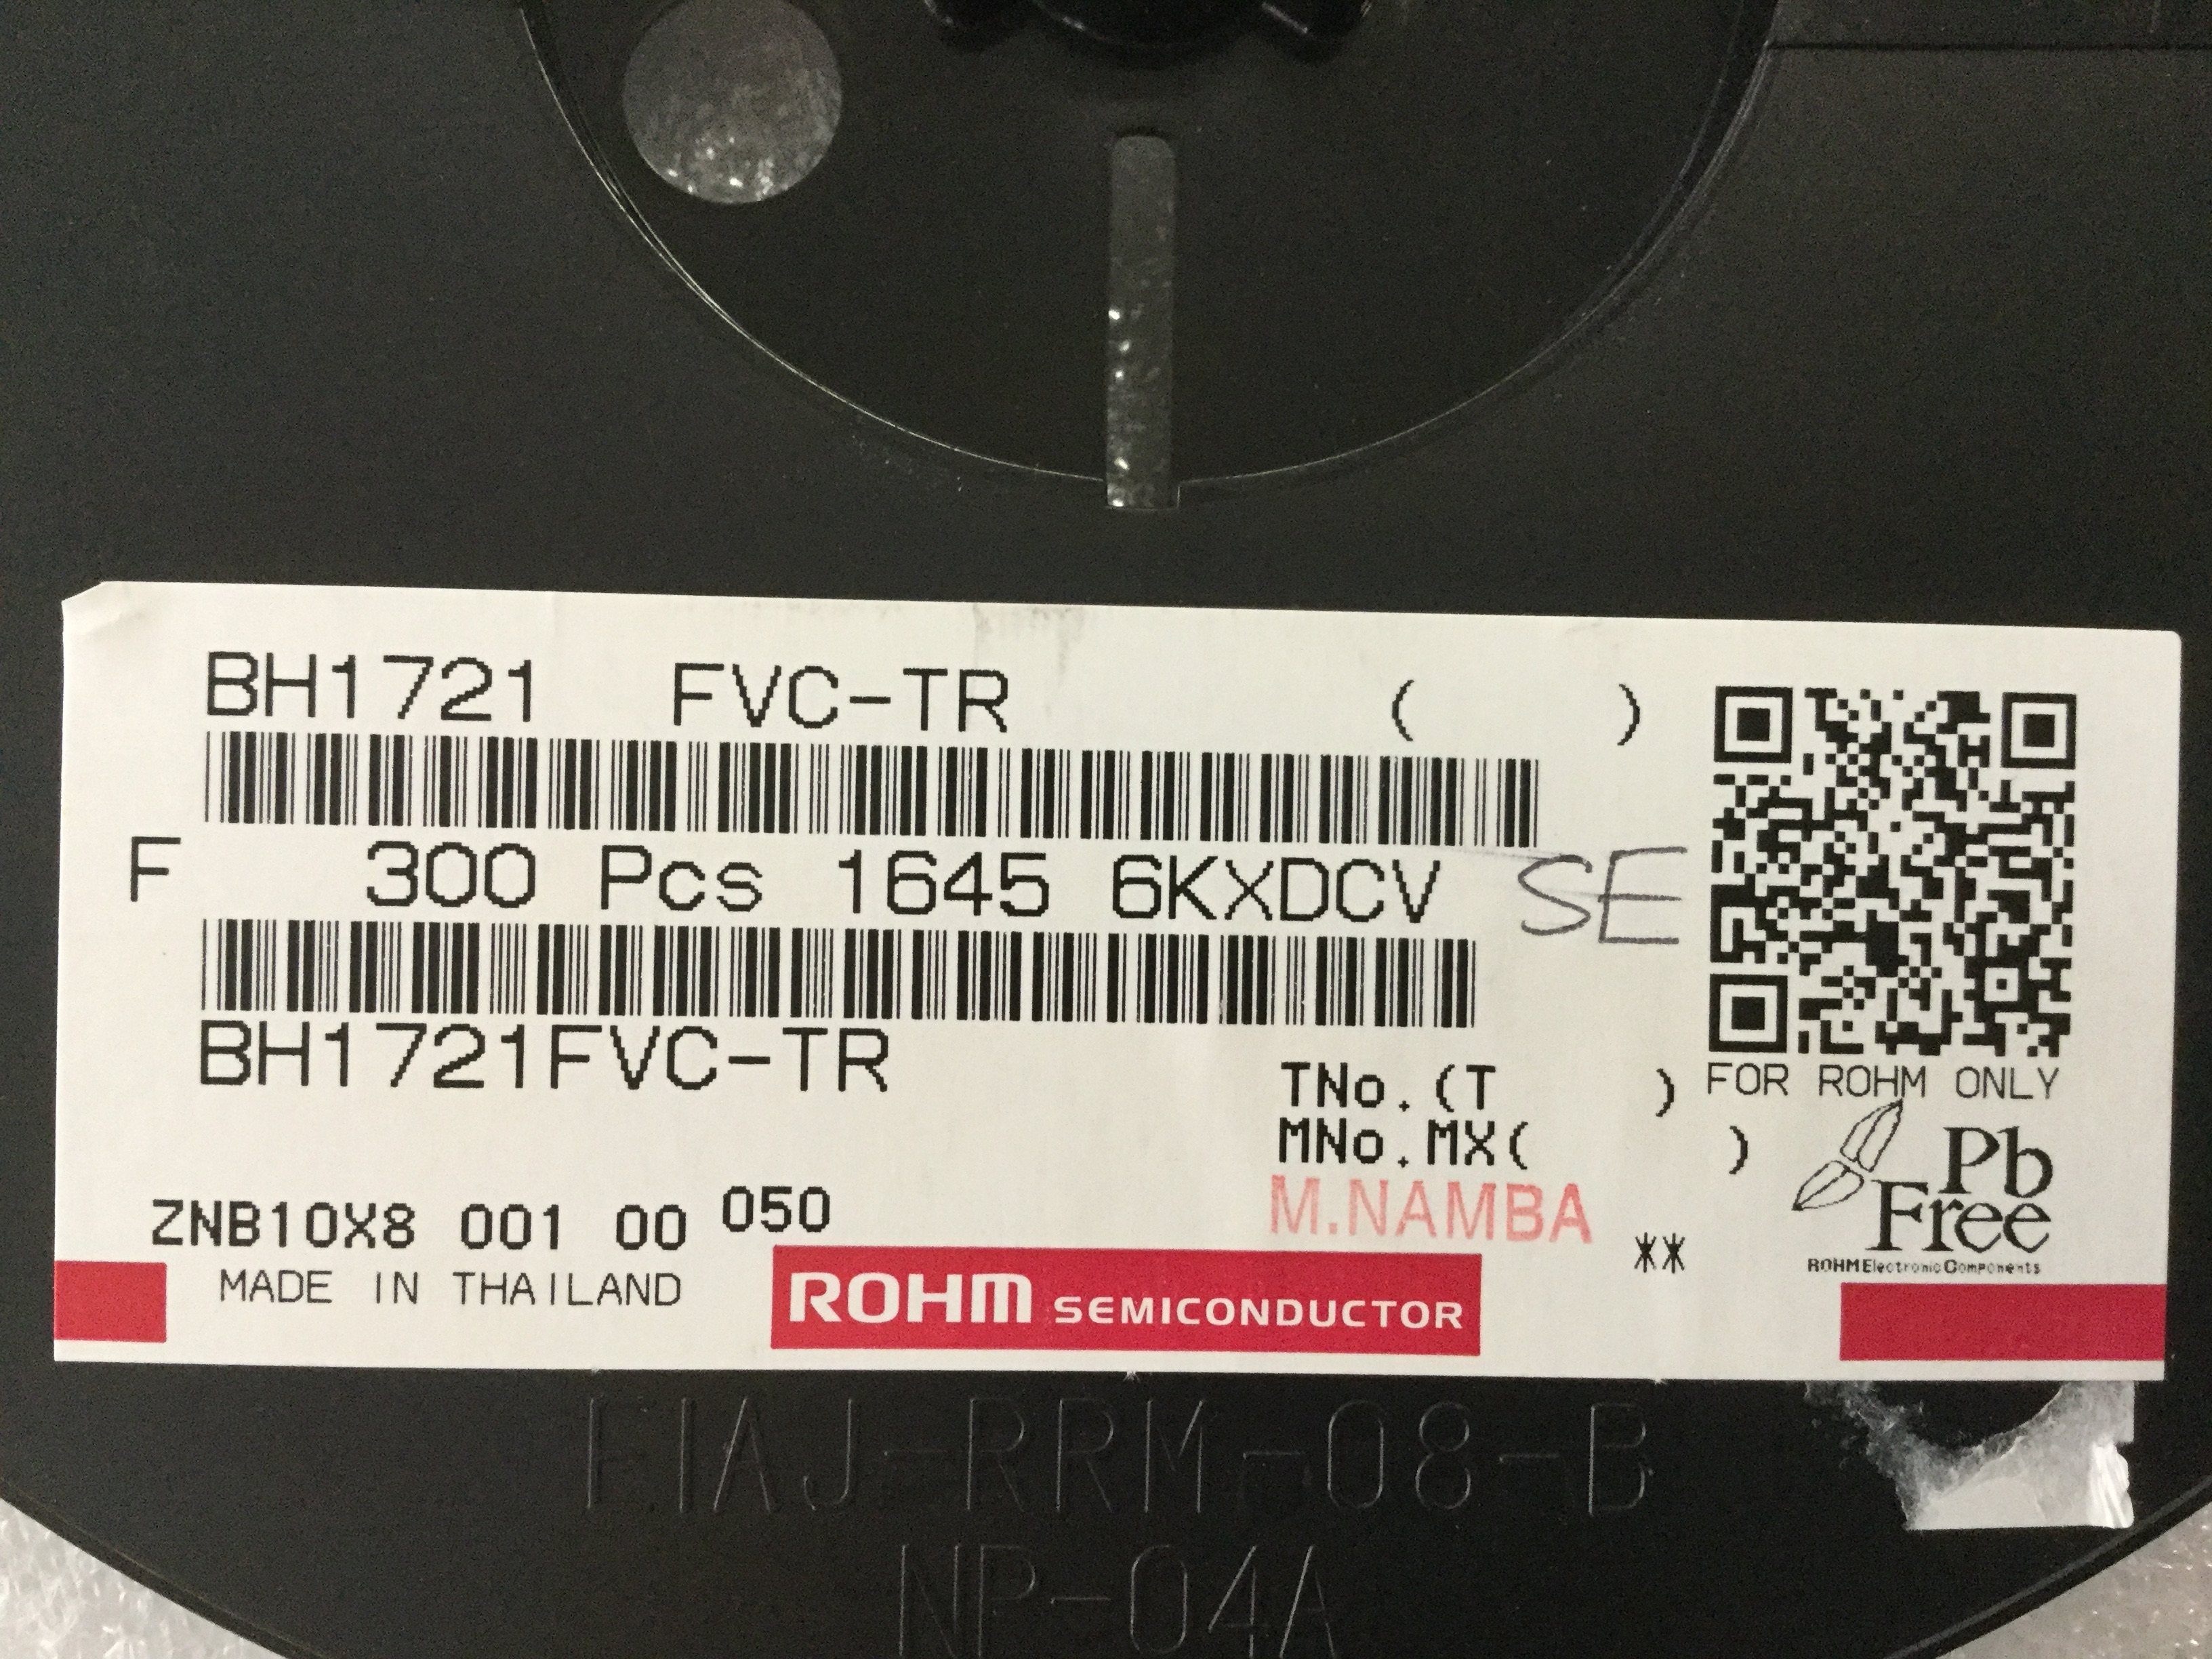 BH1721 FVC-TR ( )
F 300 Pcs 1645 6KXDCV SE
BH1721FVC-TR
TNo.(T )
MNo.MX( )
M.NAMBA
FOR ROHM ONLY
Pb
Free
ROHM Electronic Components
**
ZNB10X8 001 00 050
MADE IN THAILAND
ROHM SEMICONDUCTOR
EIAJ-RRM-08-B
NP-04A